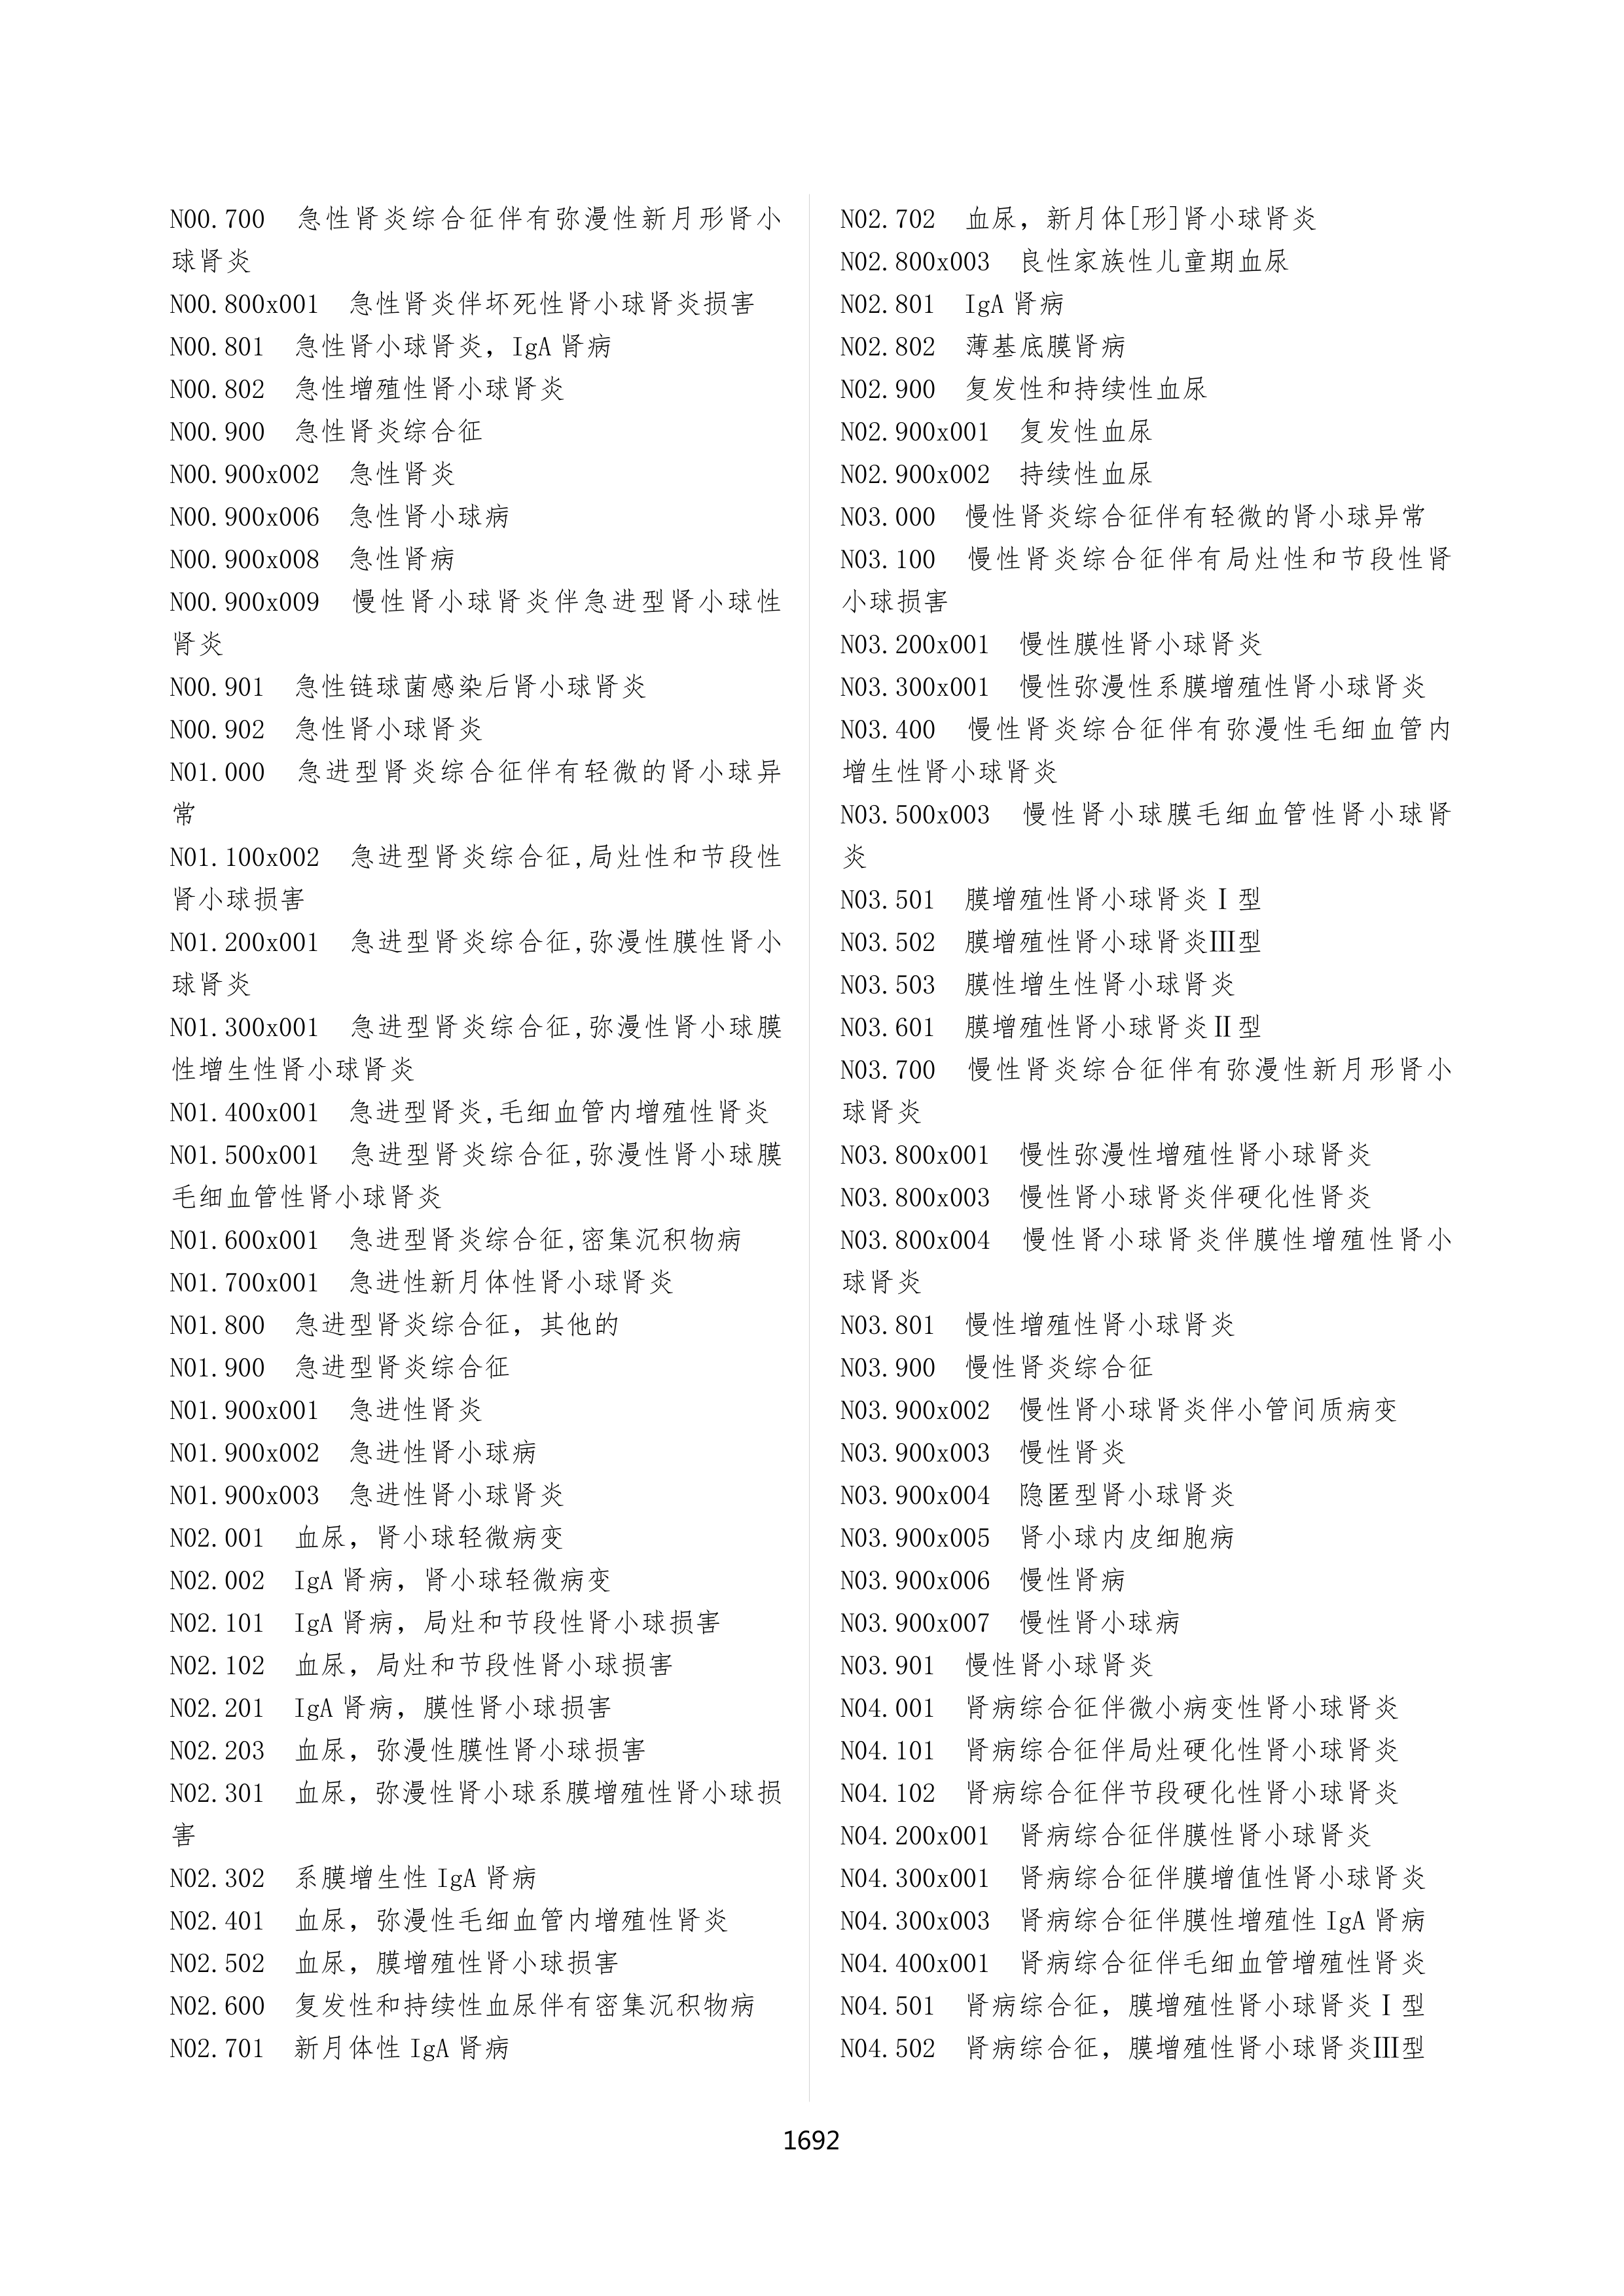 N00.700 急性肾炎综合征伴有弥漫性新月形肾小
球肾炎
N00.800x001 急性肾炎伴坏死性肾小球肾炎损害
N00.801 急性肾小球肾炎，IgA 肾病
N00.802 急性增殖性肾小球肾炎
N00.900 急性肾炎综合征
N00.900x002 急性肾炎
N00.900x006 急性肾小球病
N00.900x008 急性肾病
N00.900x009 慢性肾小球肾炎伴急进型肾小球性
肾炎
N00.901 急性链球菌感染后肾小球肾炎
N00.902 急性肾小球肾炎
N01.000 急进型肾炎综合征伴有轻微的肾小球异
常
N01.100x002 急进型肾炎综合征,局灶性和节段性
肾小球损害
N01.200x001 急进型肾炎综合征,弥漫性膜性肾小
球肾炎
N01.300x001 急进型肾炎综合征,弥漫性肾小球膜
性增生性肾小球肾炎
N01.400x001 急进型肾炎,毛细血管内增殖性肾炎
N01.500x001 急进型肾炎综合征,弥漫性肾小球膜
毛细血管性肾小球肾炎
N01.600x001 急进型肾炎综合征,密集沉积物病
N01.700x001 急进性新月体性肾小球肾炎
N01.800 急进型肾炎综合征，其他的
N01.900 急进型肾炎综合征
N01.900x001 急进性肾炎
N01.900x002 急进性肾小球病
N01.900x003 急进性肾小球肾炎
N02.001 血尿，肾小球轻微病变
N02.002 IgA 肾病，肾小球轻微病变
N02.101 IgA 肾病，局灶和节段性肾小球损害
N02.102 血尿，局灶和节段性肾小球损害
N02.201 IgA 肾病，膜性肾小球损害
N02.203 血尿，弥漫性膜性肾小球损害
N02.301 血尿，弥漫性肾小球系膜增殖性肾小球损
害
N02.302 系膜增生性 IgA 肾病
N02.401 血尿，弥漫性毛细血管内增殖性肾炎
N02.502 血尿，膜增殖性肾小球损害
N02.600 复发性和持续性血尿伴有密集沉积物病
N02.701 新月体性 IgA 肾病
N02.702 血尿，新月体[形]肾小球肾炎
N02.800x003 良性家族性儿童期血尿
N02.801 IgA 肾病
N02.802 薄基底膜肾病
N02.900 复发性和持续性血尿
N02.900x001 复发性血尿
N02.900x002 持续性血尿
N03.000 慢性肾炎综合征伴有轻微的肾小球异常
N03.100 慢性肾炎综合征伴有局灶性和节段性肾
小球损害
N03.200x001 慢性膜性肾小球肾炎
N03.300x001 慢性弥漫性系膜增殖性肾小球肾炎
N03.400 慢性肾炎综合征伴有弥漫性毛细血管内
增生性肾小球肾炎
N03.500x003 慢性肾小球膜毛细血管性肾小球肾
炎
N03.501 膜增殖性肾小球肾炎Ⅰ型
N03.502 膜增殖性肾小球肾炎Ⅲ型
N03.503 膜性增生性肾小球肾炎
N03.601 膜增殖性肾小球肾炎Ⅱ型
N03.700 慢性肾炎综合征伴有弥漫性新月形肾小
球肾炎
N03.800x001 慢性弥漫性增殖性肾小球肾炎
N03.800x003 慢性肾小球肾炎伴硬化性肾炎
N03.800x004 慢性肾小球肾炎伴膜性增殖性肾小
球肾炎
N03.801 慢性增殖性肾小球肾炎
N03.900 慢性肾炎综合征
N03.900x002 慢性肾小球肾炎伴小管间质病变
N03.900x003 慢性肾炎
N03.900x004 隐匿型肾小球肾炎
N03.900x005 肾小球内皮细胞病
N03.900x006 慢性肾病
N03.900x007 慢性肾小球病
N03.901 慢性肾小球肾炎
N04.001 肾病综合征伴微小病变性肾小球肾炎
N04.101 肾病综合征伴局灶硬化性肾小球肾炎
N04.102 肾病综合征伴节段硬化性肾小球肾炎
N04.200x001 肾病综合征伴膜性肾小球肾炎
N04.300x001 肾病综合征伴膜增值性肾小球肾炎
N04.300x003 肾病综合征伴膜性增殖性 IgA 肾病
N04.400x001 肾病综合征伴毛细血管增殖性肾炎
N04.501 肾病综合征，膜增殖性肾小球肾炎Ⅰ型
N04.502 肾病综合征，膜增殖性肾小球肾炎Ⅲ型
1692